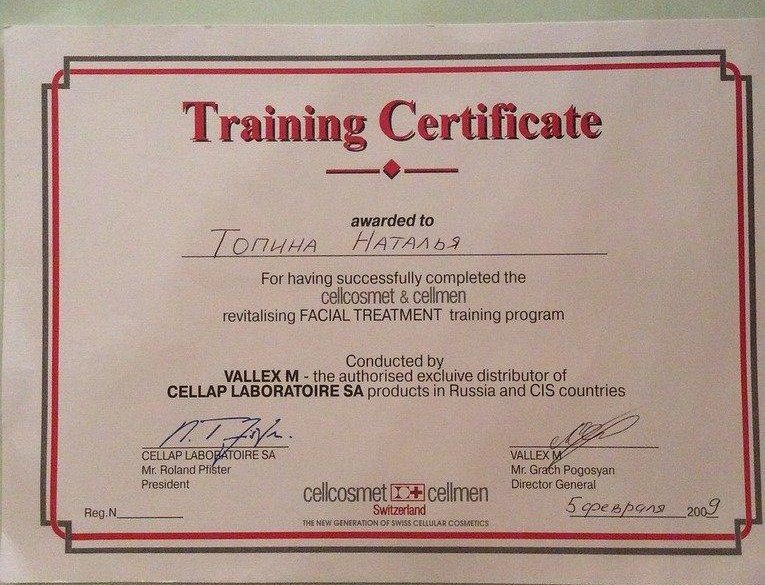 Training Certificate
awarded to
Топина Наталья
For having successfully completed the
cellcosmet & cellmen
revitalising FACIAL TREATMENT training program
Conducted by
VALLEX M - the authorised excluive distributor of
CELLAP LABORATOIRE SA products in Russia and CIS countries
CELLAP LABORATOIRE SA
Mr. Roland Pfister
President
VALLEX M
Mr. Grach Pogosyan
Director General
Reg.N
cellcosmet cellmen
Switzerland
THE NEW GENERATION OF SWISS CELLULAR COSMETICS
5 февраля 2009